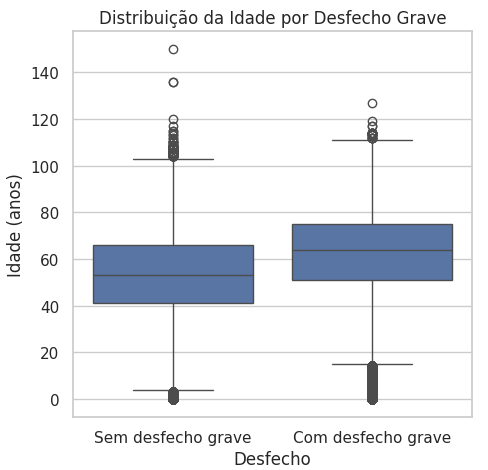 Distribuição da Idade por Desfecho Grave
140
120
100
80
60
40
20
0
Idade (anos)
Sem desfecho grave
Com desfecho grave
Desfecho